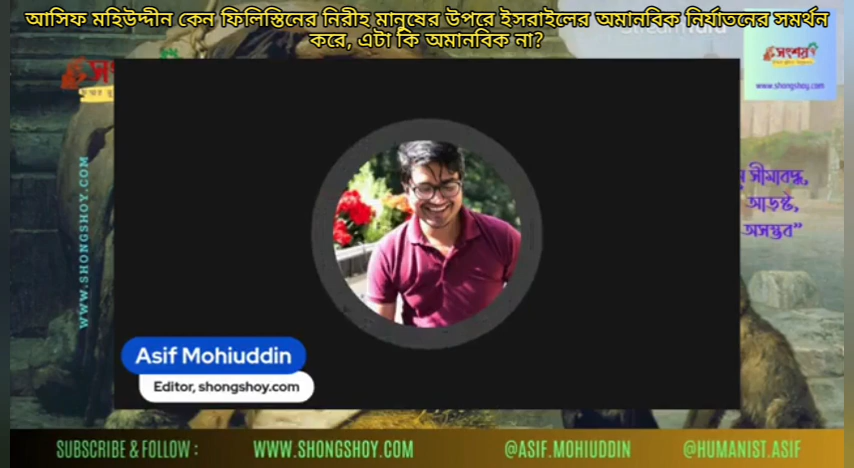 আসিফ মহিউদ্দীন কেন ফিলিস্তিনের নিরীহ মানুষের উপরে ইসরাইলের অমানবিক নির্যাতনের সমর্থন
করে, এটা কি অমানবিক না?
www.shongshoy.com
WWW.SHONGSHOY.COM
সীমাবদ্ধ,
আড়ষ্ট,
অসম্ভব”
Asif Mohiuddin
Editor, shongshoy.com
SUBSCRIBE & FOLLOW : WWW.SHONGSHOY.COM @ASIF.MOHIUDDIN @HUMANIST.ASIF